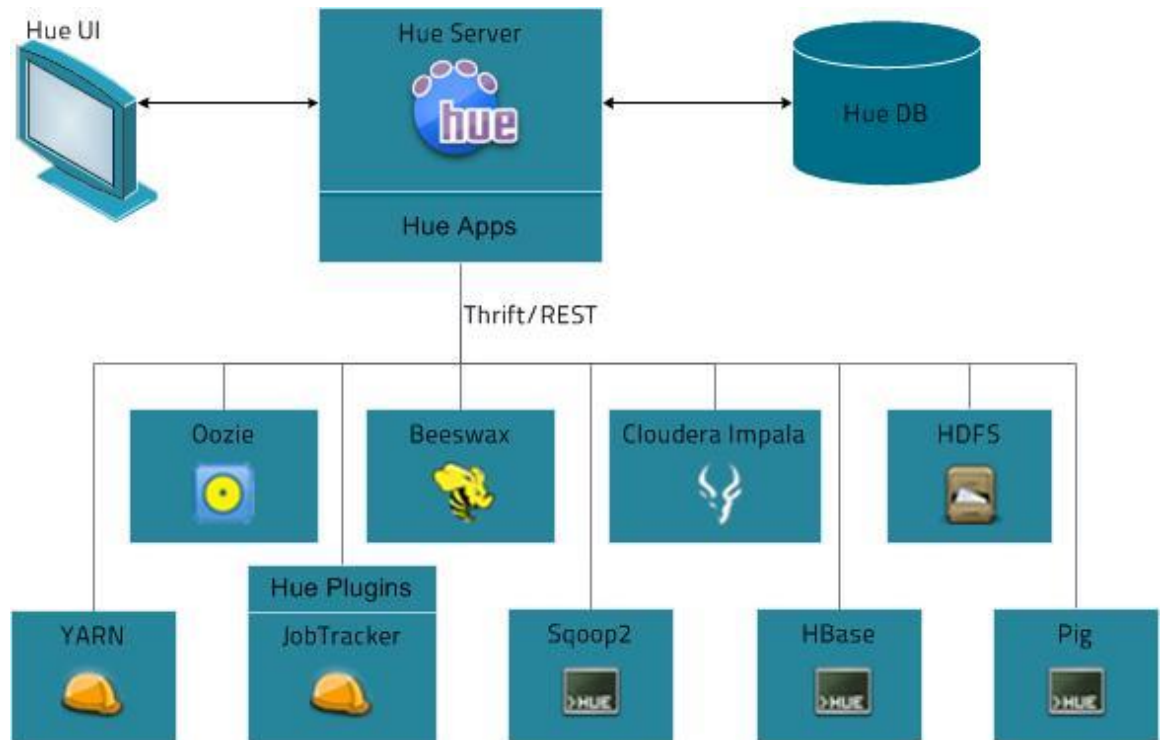 Hue UI
Hue Server
hue
Hue DB
Hue Apps
Thrift/REST
Oozie
Beeswax
Cloudera Impala
HDFS
Hue Plugins
YARN
JobTracker
Sqoop2
HBase
Pig
>HUE
>HUE
>HUE